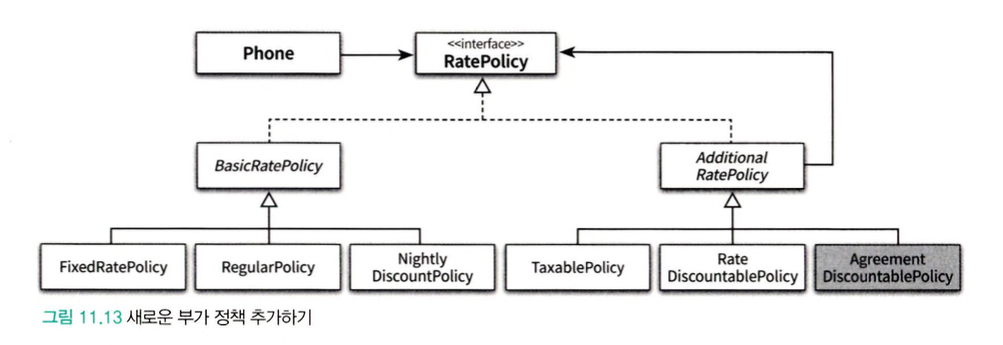 Phone
<<interface>>
RatePolicy
BasicRatePolicy
Additional
RatePolicy
FixedRatePolicy
RegularPolicy
Nightly
DiscountPolicy
TaxablePolicy
Rate
DiscountablePolicy
Agreement
DiscountablePolicy
그림 11.13 새로운 부가 정책 추가하기